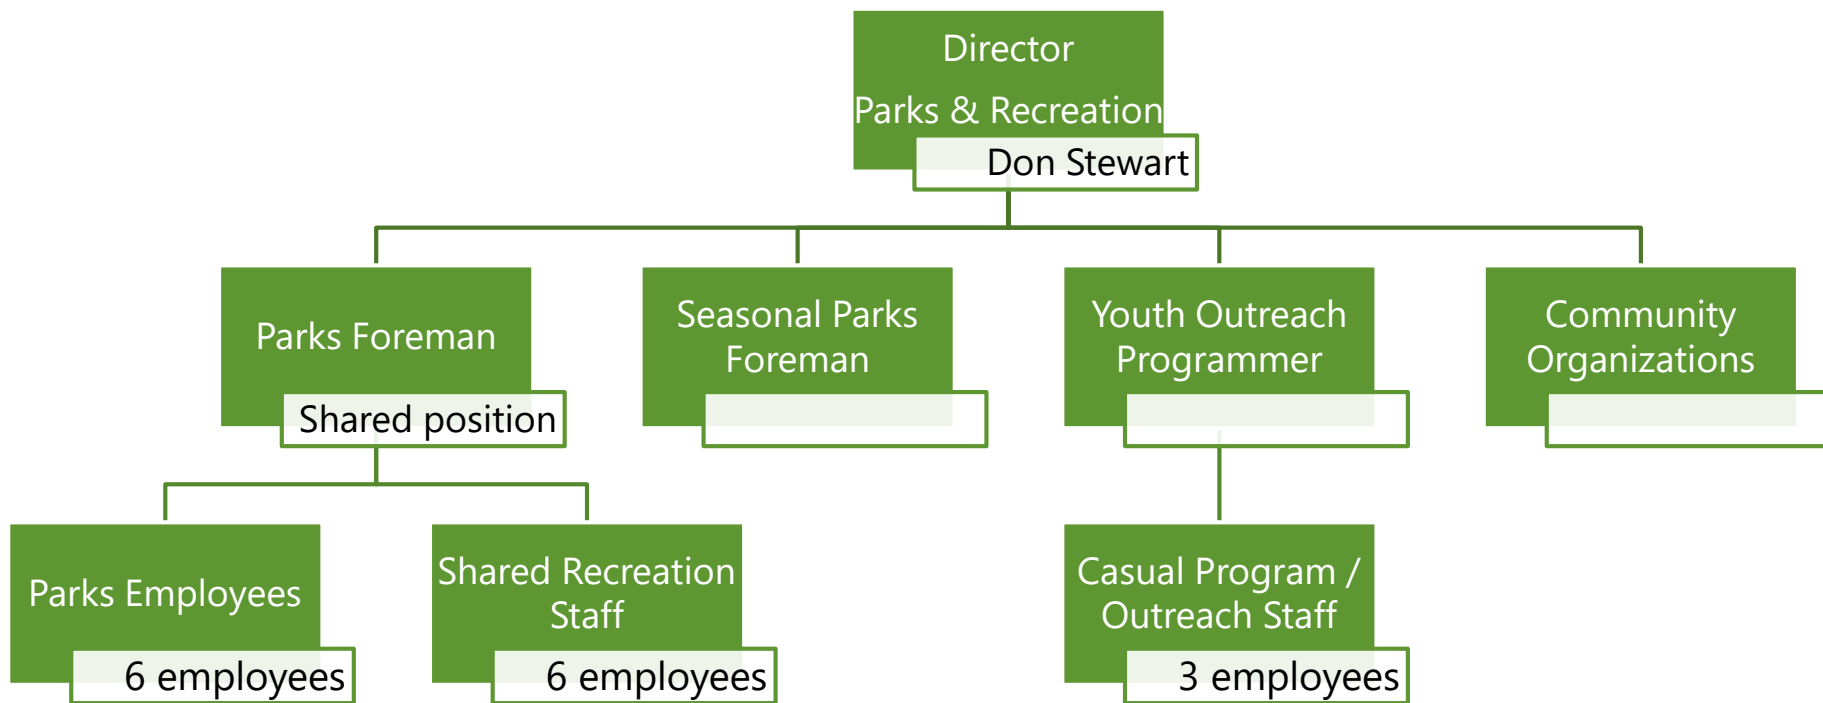 Director
Parks & Recreation
Don Stewart
Parks Foreman
Shared position
Seasonal Parks
Foreman
Youth Outreach
Programmer
Community
Organizations
Parks Employees
6 employees
Shared Recreation
Staff
6 employees
Casual Program /
Outreach Staff
3 employees